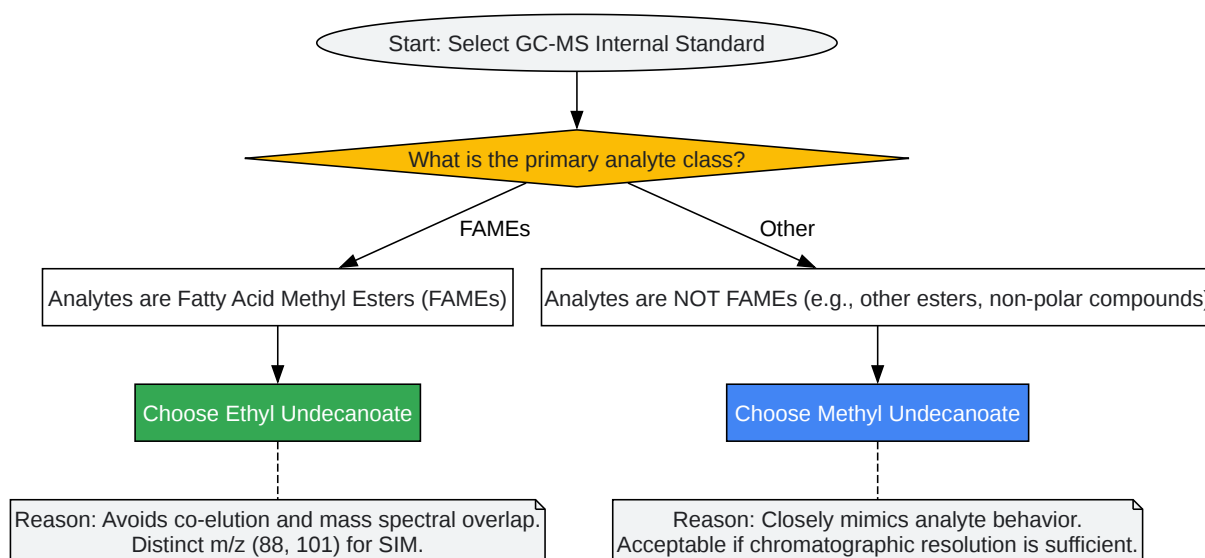 Start: Select GC-MS Internal Standard
What is the primary analyte class?
FAMEs
Other
Analytes are Fatty Acid Methyl Esters (FAMEs)
Analytes are NOT FAMEs (e.g., other esters, non-polar compounds)
Choose Ethyl Undecanoate
Choose Methyl Undecanoate
Reason: Avoids co-elution and mass spectral overlap.
Distinct m/z (88, 101) for SIM.
Reason: Closely mimics analyte behavior.
Acceptable if chromatographic resolution is sufficient.